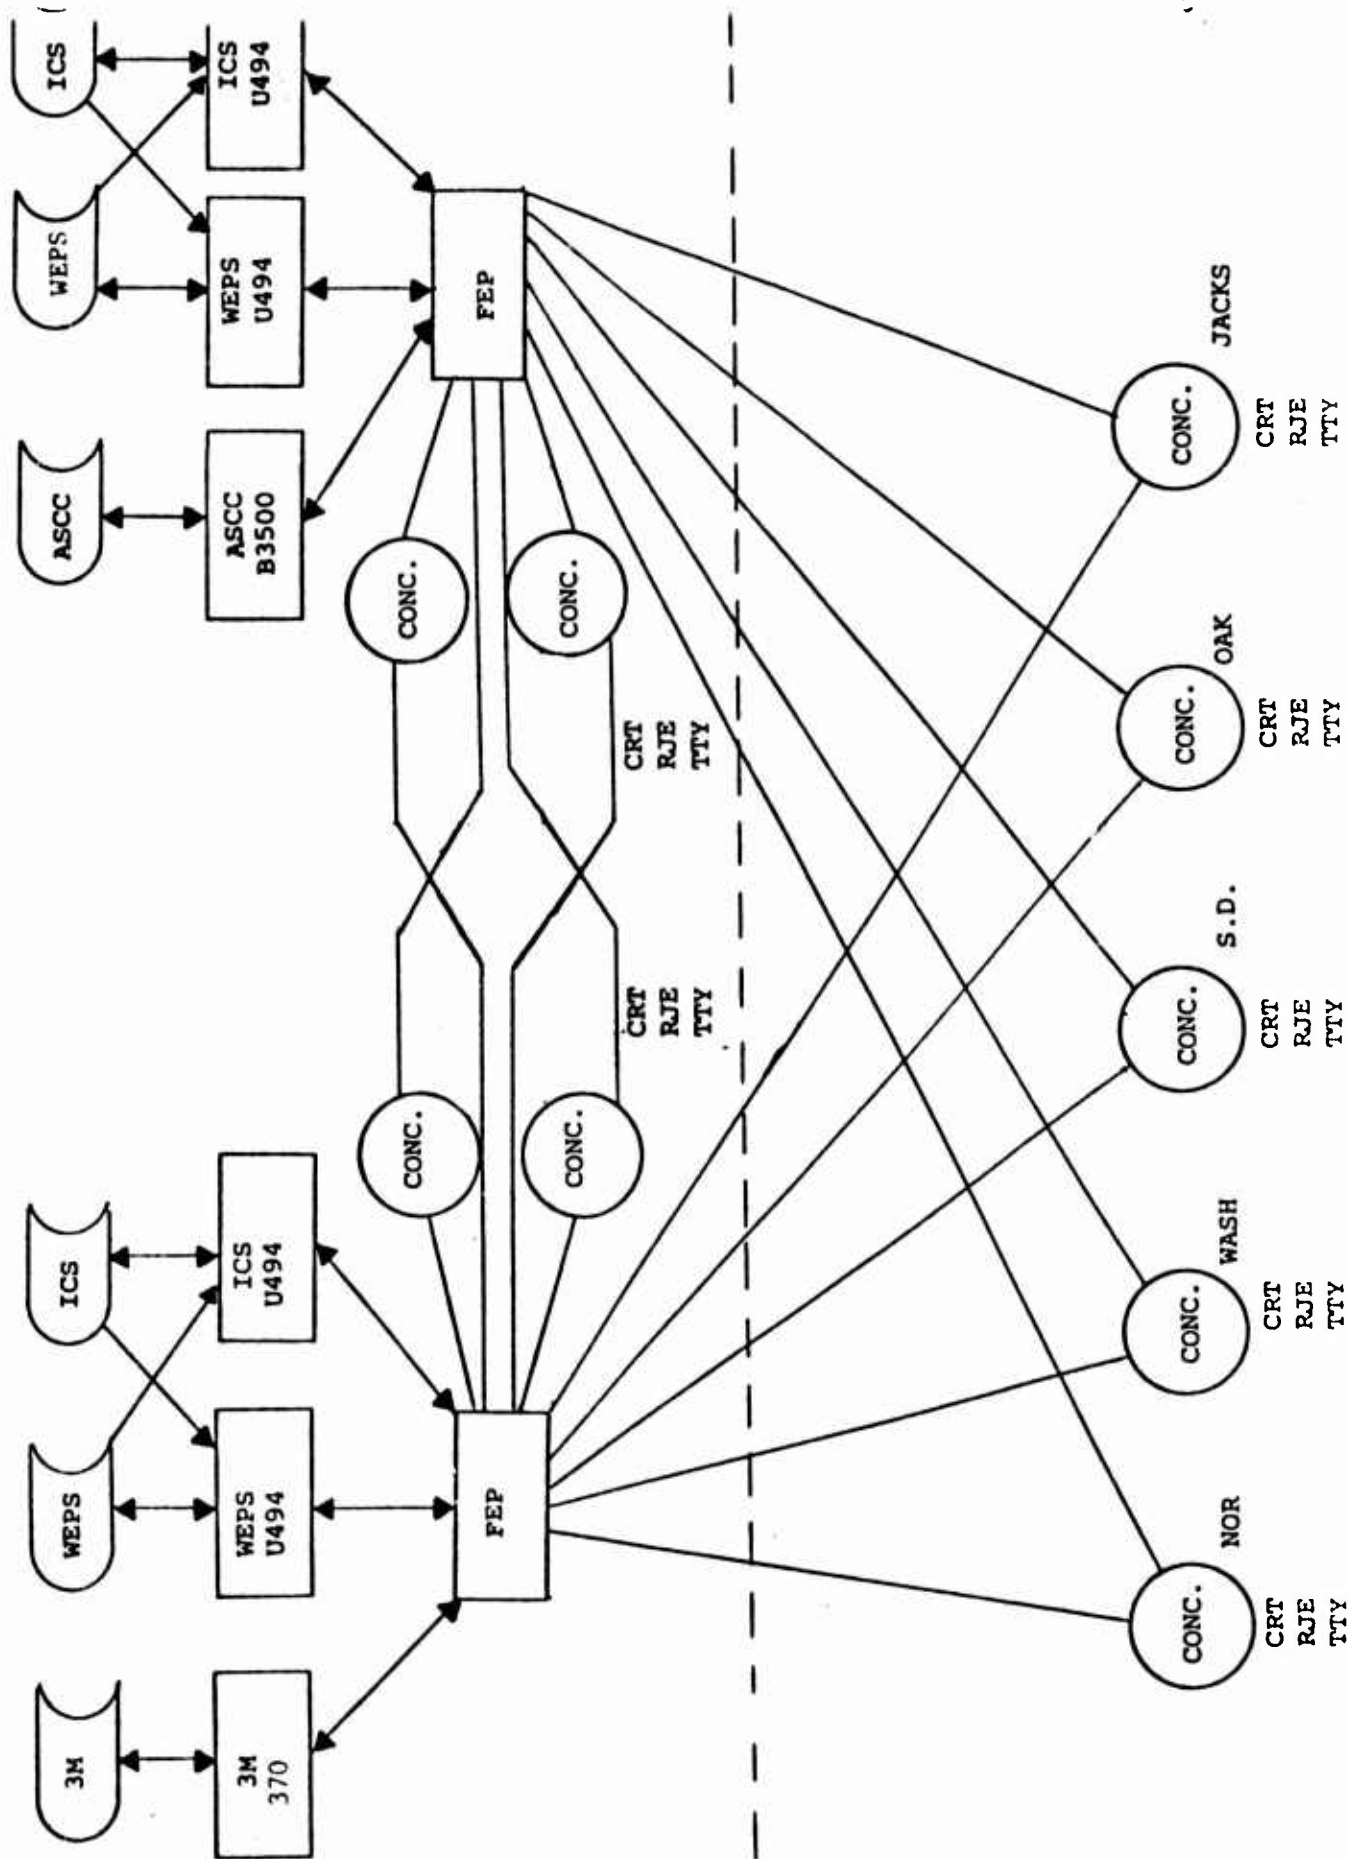 3M
WEPS
ICS
ASCC
WEPS
ICS
3M
370
WEPS
U494
ICS
U494
ASCC
B3500
WEPS
U494
ICS
U494
FEP
FEP
CONC.
CONC.
CONC.
CONC.
CRT
RJE
TTY
CRT
RJE
TTY
CONC.
NOR
CRT
RJE
TTY
CONC.
WASH
CRT
RJE
TTY
CONC.
S.D.
CRT
RJE
TTY
CONC.
OAK
CRT
RJE
TTY
CONC.
JACKS
CRT
RJE
TTY